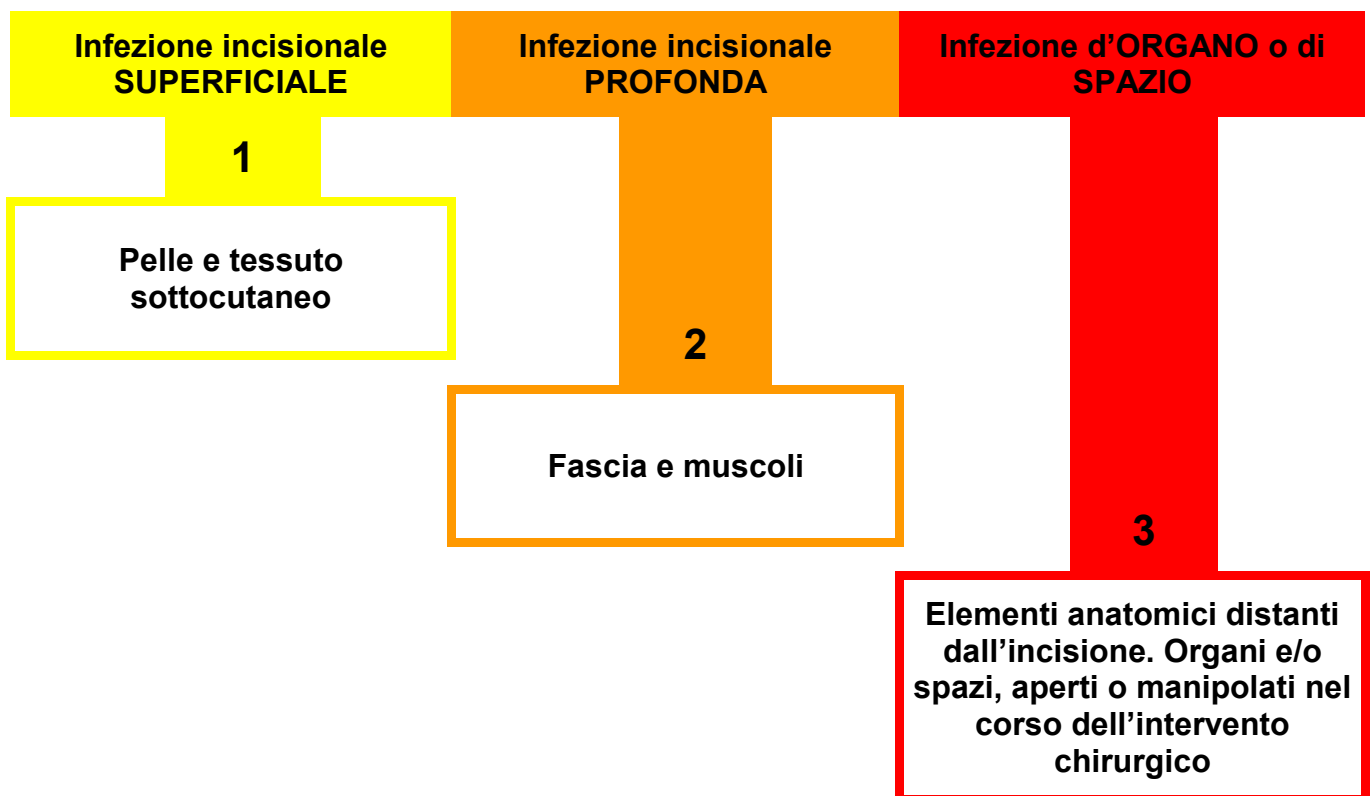 Infezione incisionale
SUPERFICIALE
Infezione incisionale
PROFONDA
Infezione d’ORGANO o di
SPAZIO
1
Pelle e tessuto
sottocutaneo
2
Fascia e muscoli
3
Elementi anatomici distanti
dall’incisione. Organi e/o
spazi, aperti o manipolati nel
corso dell’intervento
chirurgico